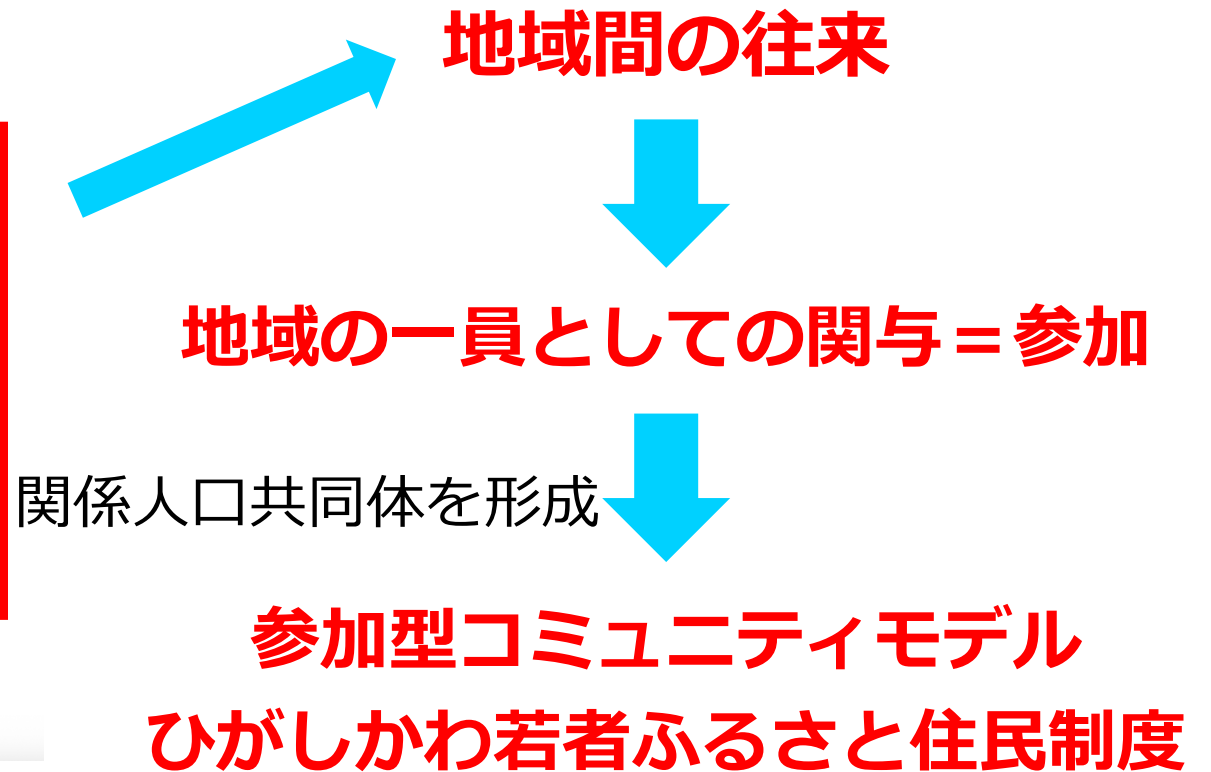 地域間の往来
地域の一員としての関与＝参加
関係人口共同体を形成
参加型コミュニティモデル
ひがしかわ若者ふるさと住民制度